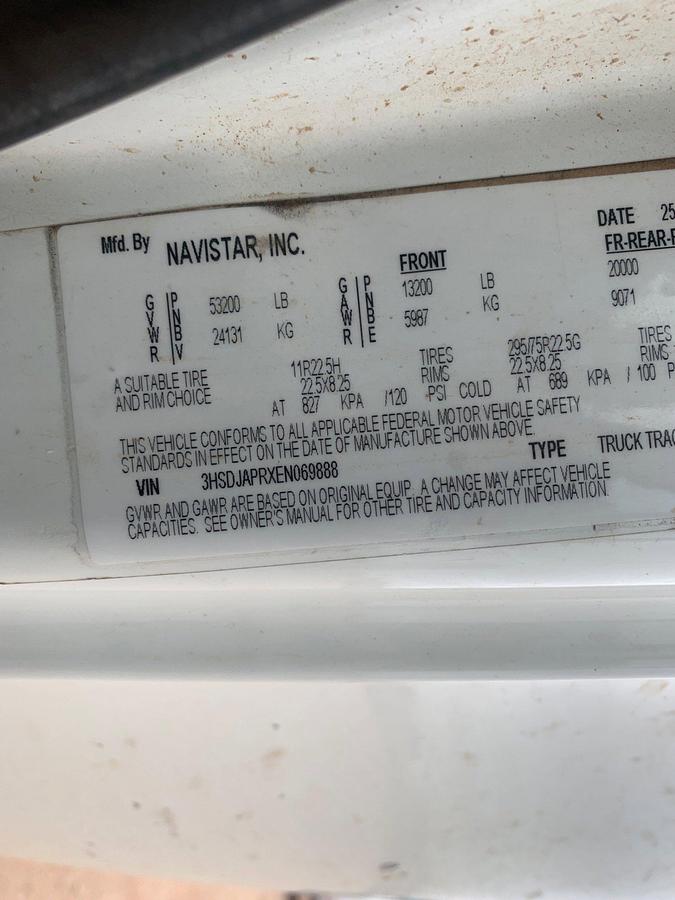 Mfd. By NAVISTAR, INC. DATE 25
FRONT FR-REAR-
GVWR PNBV 53200 LB GAWR PNBE 13200 LB 20000
24131 KG 5987 KG 9071
A SUITABLE TIRE 11R22.5H TIRES 295/75R22.5G TIRES
AND RIM CHOICE 22.5X8.25 RIMS 22.5X8.25 RIMS
AT 827 KPA /120 PSI COLD AT 689 KPA / 100 P
THIS VEHICLE CONFORMS TO ALL APPLICABLE FEDERAL MOTOR VEHICLE SAFETY
STANDARDS IN EFFECT ON THE DATE OF MANUFACTURE SHOWN ABOVE.
VIN 3HSDJAPRXEN069888 TYPE TRUCK TRAC
GVWR AND GAWR ARE BASED ON ORIGINAL EQUIP. A CHANGE MAY AFFECT VEHICLE
CAPACITIES. SEE OWNER'S MANUAL FOR OTHER TIRE AND CAPACITY INFORMATION.